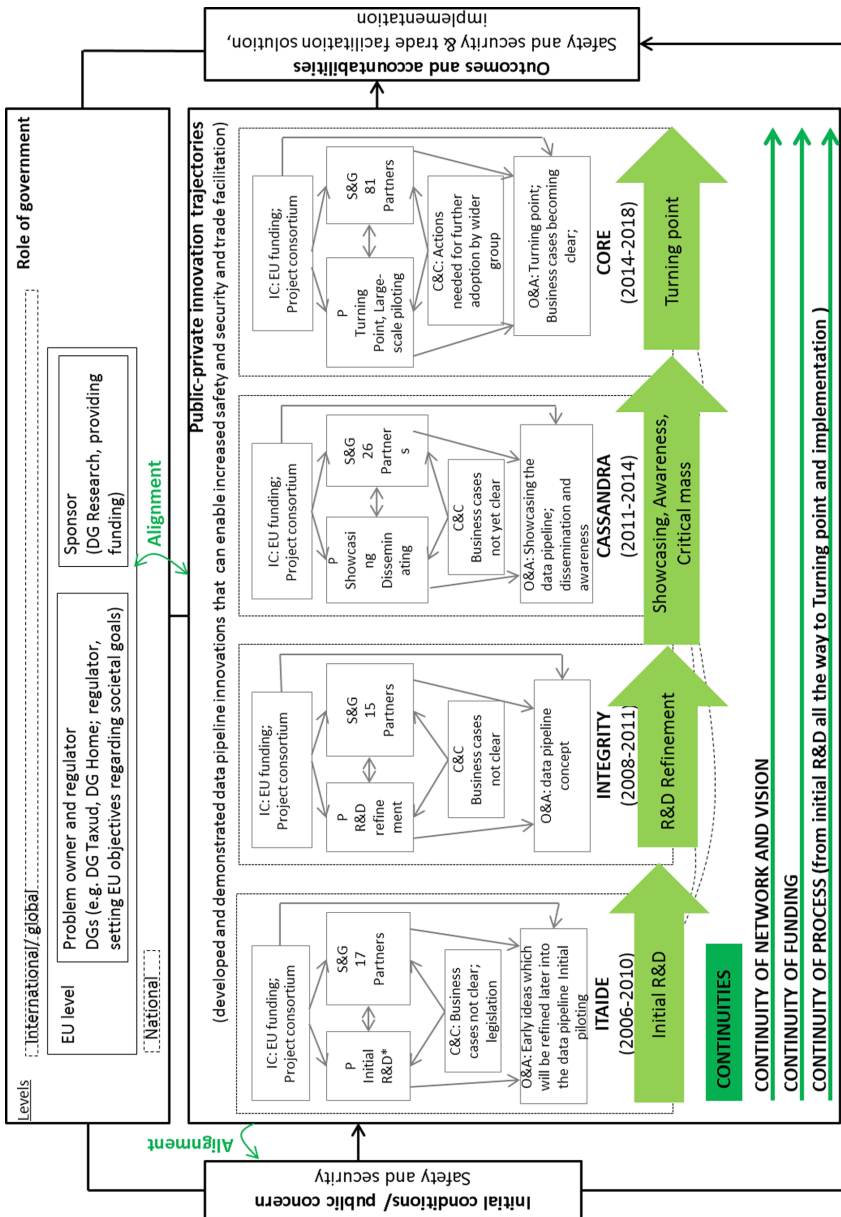 Levels
Role of government
International/ global
EU level
Problem owner and regulator
DGs (e.g. DG Taxud, DG Home; regulator,
setting EU objectives regarding societal goals)
Sponsor
(DG Research, providing
funding)
National
Alignment
Alignment
Initial conditions/ public concern
Safety and security
Public-private innovation trajectories
(developed and demonstrated data pipeline innovations that can enable increased safety and security and trade facilitation)
IC: EU funding;
Project consortium
P
Initial
R&D*
S&G
17
Partners
C&C: Business
cases not clear;
legislation
O&A: Early ideas which
will be refined later into
the data pipeline Initial
piloting
ITAIDE
(2006-2010)
Initial R&D
IC: EU funding;
Project consortium
P
R&D
refine
ment
S&G
15
Partners
C&C
Business cases
not clear
O&A: data pipeline
concept
INTEGRITY
(2008-2011)
R&D Refinement
IC: EU funding;
Project consortium
P
Showcasi
ng
Dissemin
ating
S&G
26
Partner
s
C&C
Business cases
not yet clear
O&A: Showcasing the
data pipeline;
dissemination and
awareness
CASSANDRA
(2011-2014)
Showcasing, Awareness,
Critical mass
IC: EU funding;
Project consortium
P
Turning
Point, Large-
scale piloting
S&G
81
Partners
C&C: Actions
needed for further
adoption by wider
group
O&A: Turning point;
Business cases becoming
clear;
CORE
(2014-2018)
Turning point
Outcomes and accountabilities
Safety and security & trade facilitation solution,
implementation
CONTINUITIES
CONTINUITY OF NETWORK AND VISION
CONTINUITY OF FUNDING
CONTINUITY OF PROCESS (from initial R&D all the way to Turning point and implementation )